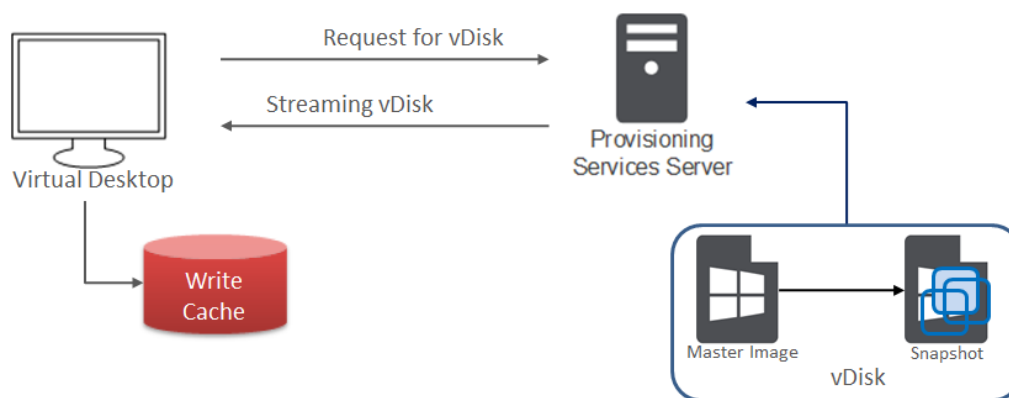 Request for vDisk
Streaming vDisk
Provisioning
Services Server
Virtual Desktop
Write
Cache
Master Image
Snapshot
vDisk